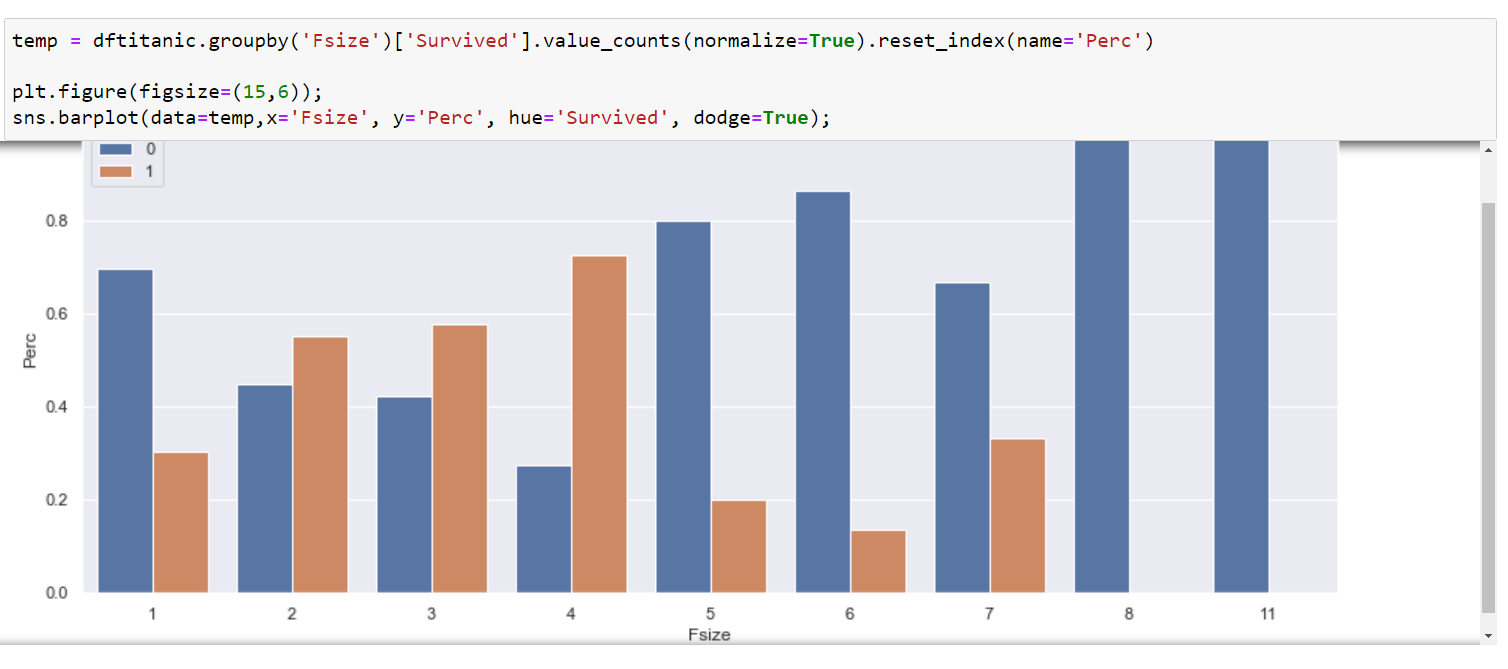 temp = dftitanic.groupby('Fsize')['Survived'].value_counts(normalize=True).reset_index(name='Perc')
plt.figure(figsize=(15,6));
sns.barplot(data=temp,x='Fsize', y='Perc', hue='Survived', dodge=True);
0
1
0.8
0.6
0.4
0.2
0.0
Perc
1 2 3 4 5 6 7 8 11
Fsize